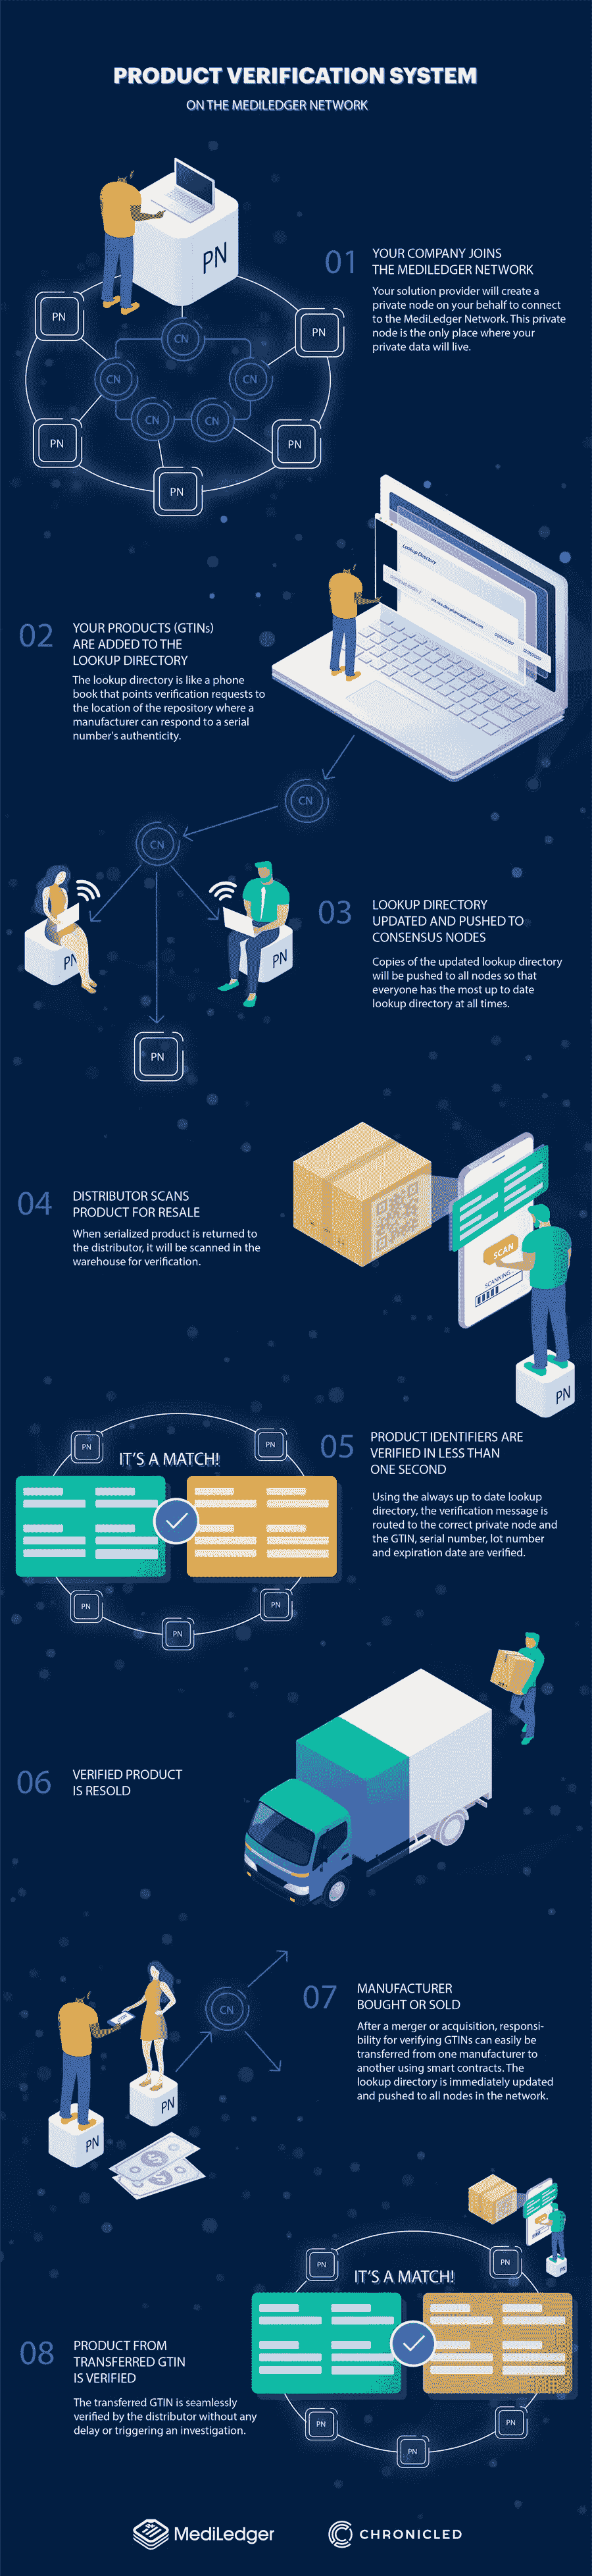 PRODUCT VERIFICATION SYSTEM
ON THE MEDILEDGER NETWORK
PN
01
YOUR COMPANY JOINS
THE MEDILEDGER NETWORK
Your solution provider will create a
private node on your behalf to connect
to the MediLedger Network. This private
node is the only place where your
private data will live.
PN
PN
CN
CN
CN
CN
CN
PN
PN
PN
Lookup Directory
02
YOUR PRODUCTS (GTINs)
ARE ADDED TO THE
LOOKUP DIRECTORY
The lookup directory is like a phone
book that points verification requests to
the location of the repository where a
manufacturer can respond to a serial
number's authenticity.
CN
CN
PN
PN
PN
03
LOOKUP DIRECTORY
UPDATED AND PUSHED TO
CONSENSUS NODES
Copies of the updated lookup directory
will be pushed to all nodes so that
everyone has the most up to date
lookup directory at all times.
04
DISTRIBUTOR SCANS
PRODUCT FOR RESALE
When serialized product is returned to
the distributor, it will be scanned in the
warehouse for verification.
SCAN
SCANNING...
PN
PN
PN
IT'S A MATCH!
PN
PN
PN
05
PRODUCT IDENTIFIERS ARE
VERIFIED IN LESS THAN
ONE SECOND
Using the always up to date lookup
directory, the verification message is
routed to the correct private node and
the GTIN, serial number, lot number
and expiration date are verified.
06
VERIFIED PRODUCT
IS RESOLD
CN
PN
PN
07
MANUFACTURER
BOUGHT OR SOLD
After a merger or acquisition, responsi-
bility for verifying GTINs can easily be
transferred from one manufacturer to
another using smart contracts. The
lookup directory is immediately updated
and pushed to all nodes in the network.
PN
PN
PN
IT'S A MATCH!
PN
PN
PN
08
PRODUCT FROM
TRANSFERRED GTIN
IS VERIFIED
The transferred GTIN is seamlessly
verified by the distributor without any
delay or triggering an investigation.
MediLedger
CHRONICLED